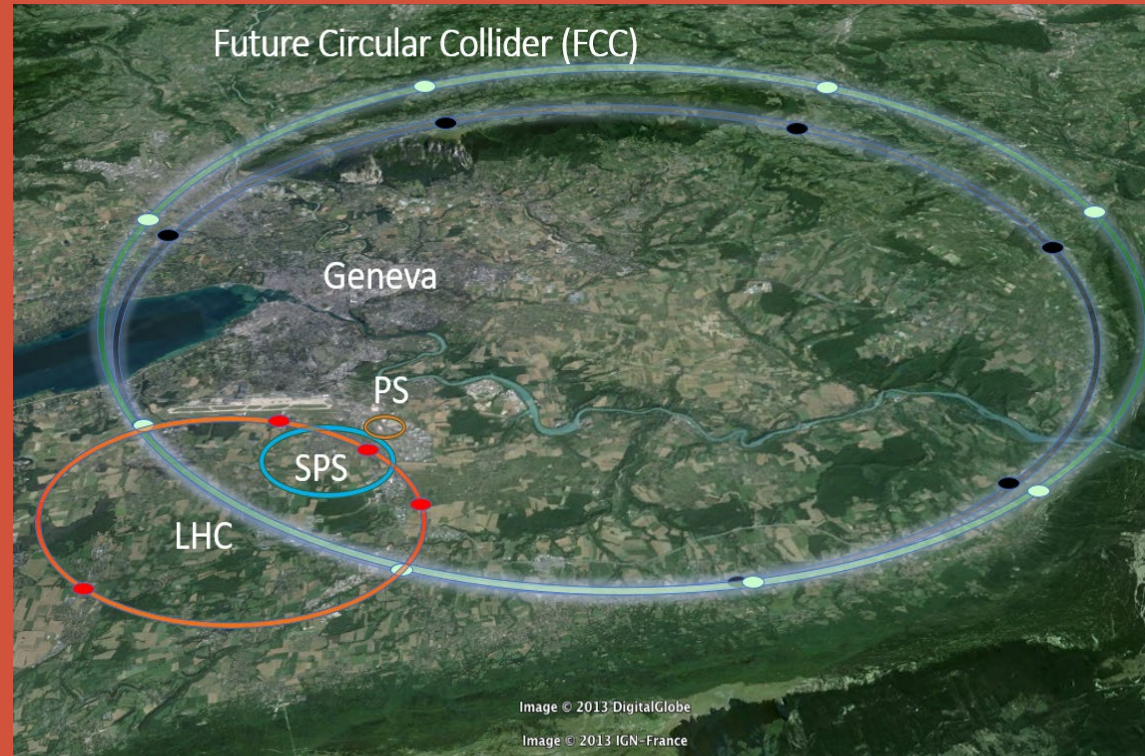 Future Circular Collider (FCC)
Geneva
PS
SPS
LHC
Image © 2013 DigitalGlobe
Image © 2013 IGN-France